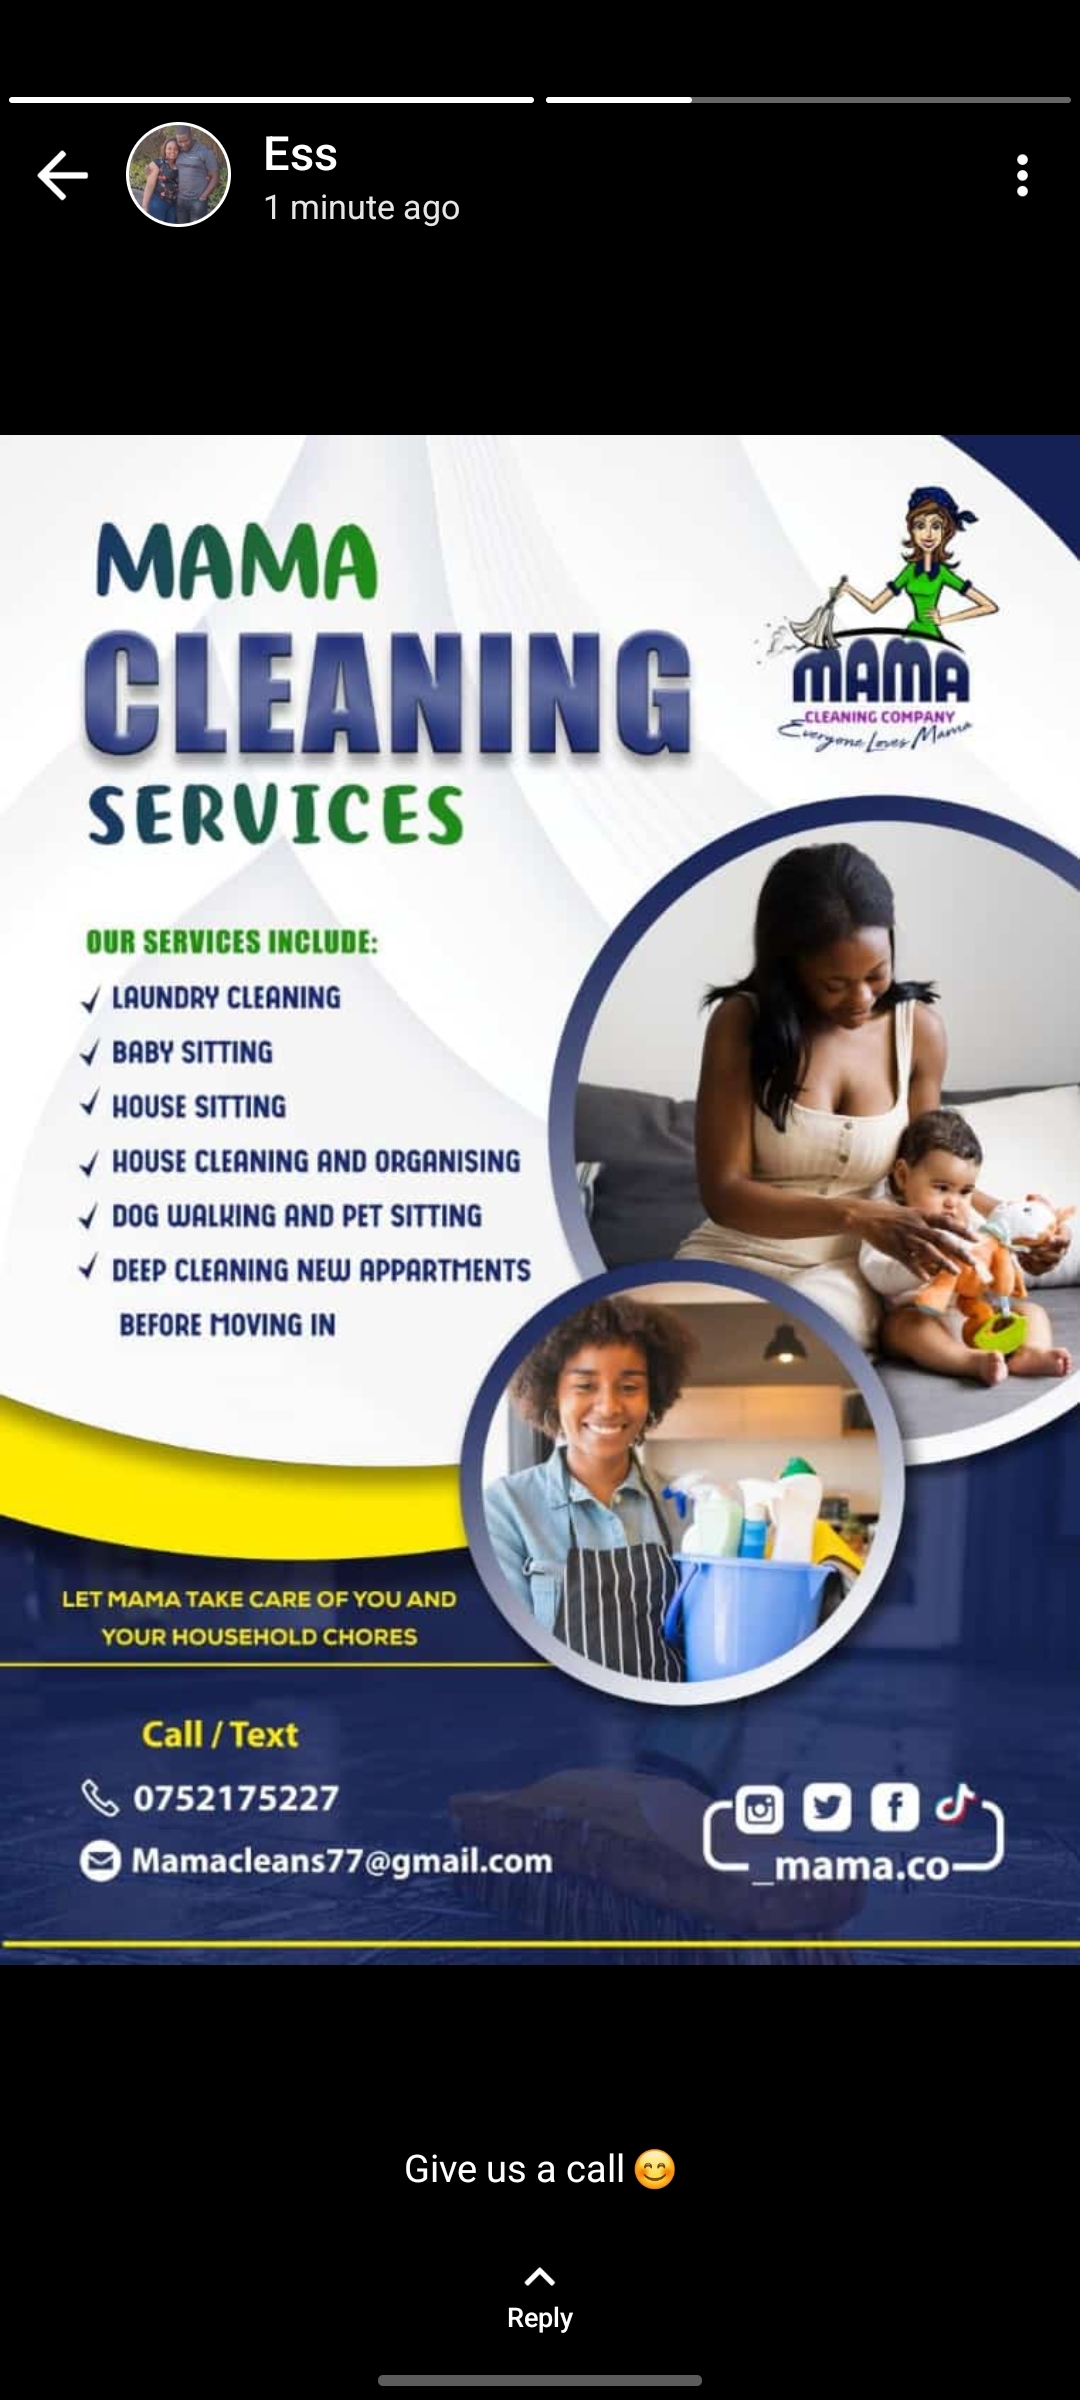 Ess
1 minute ago
MAMA
CLEANING
SERVICES
MAMA
CLEANING COMPANY
Everyone Loves Mama
OUR SERVICES INCLUDE:
LAUNDRY CLEANING
BABY SITTING
HOUSE SITTING
HOUSE CLEANING AND ORGANISING
DOG WALKING AND PET SITTING
DEEP CLEANING NEW APPARTMENTS
BEFORE MOVING IN
LET MAMA TAKE CARE OF YOU AND
YOUR HOUSEHOLD CHORES
Call / Text
0752175227
Mamacleans77@gmail.com
_mama.co
Give us a call 😊
Reply